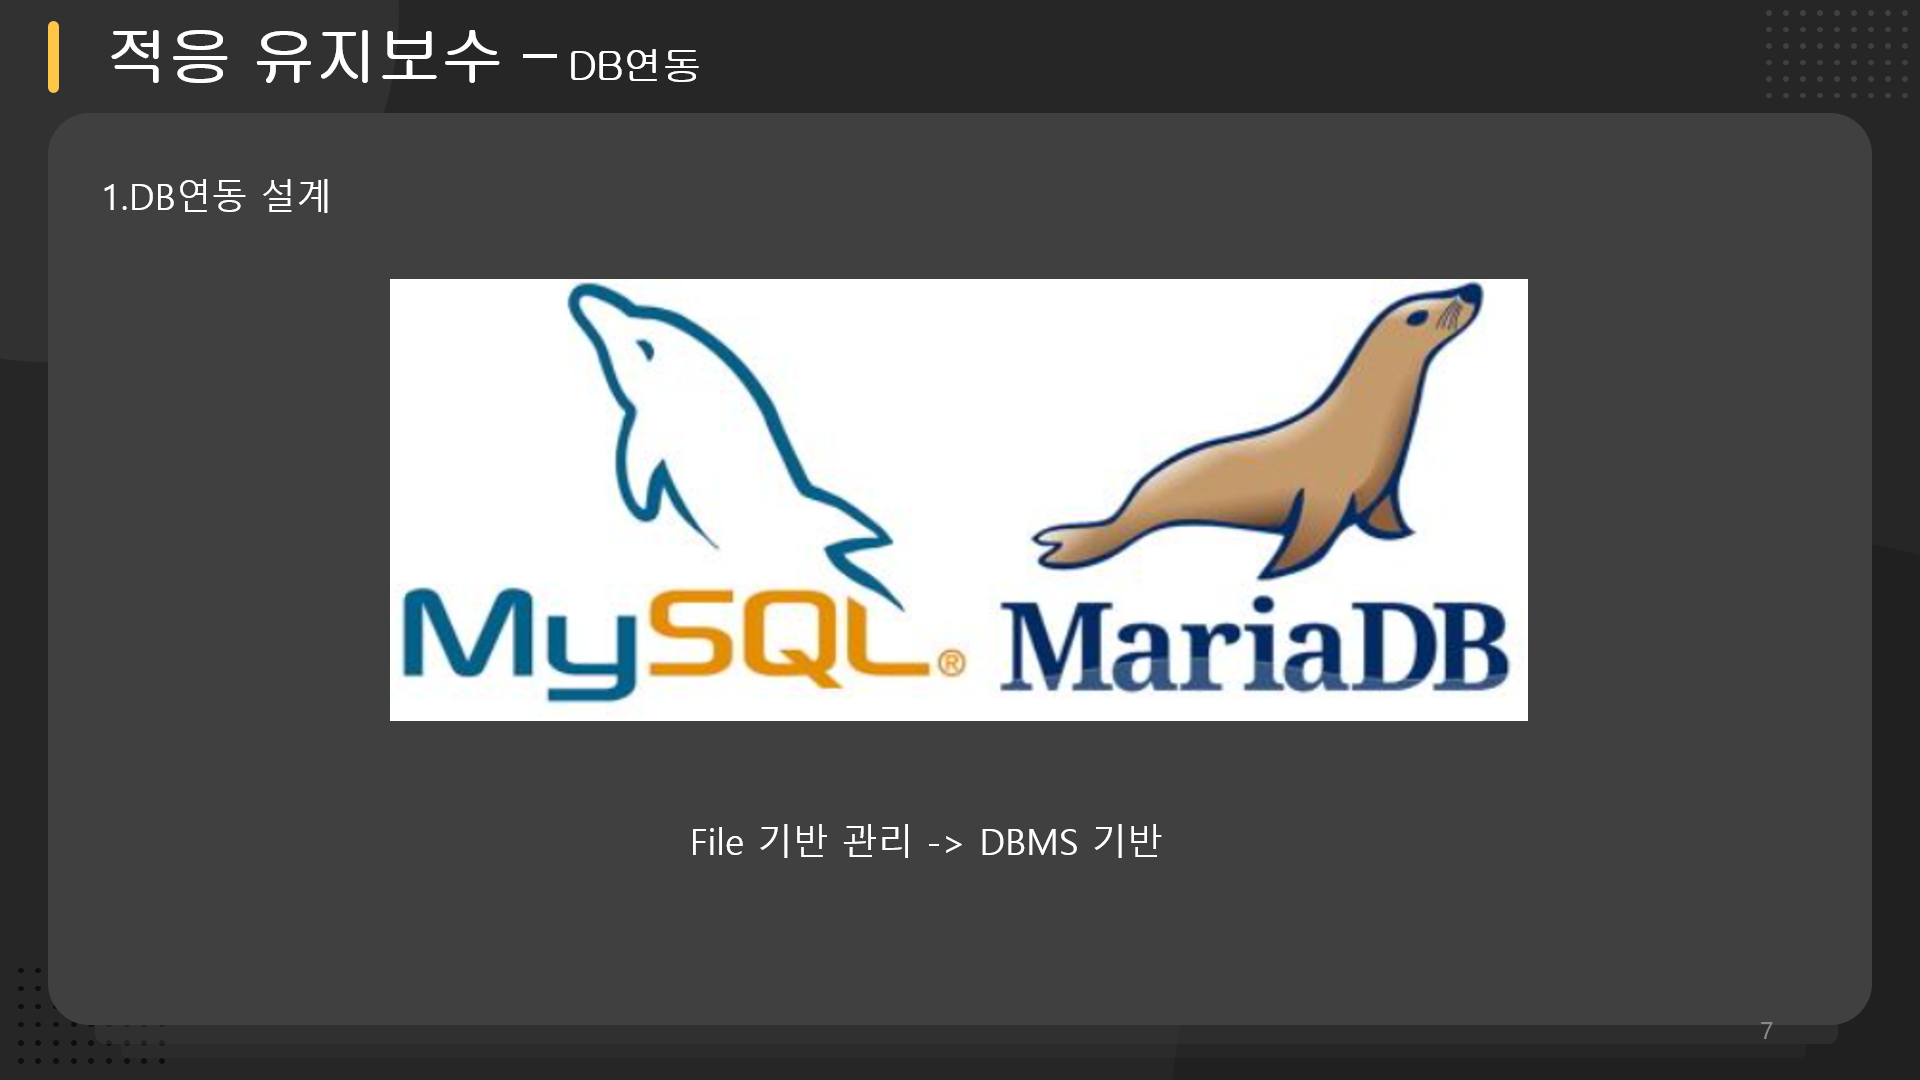 적응 유지보수 – DB연동
1.DB연동 설계
MySQL®
MariaDB
File 기반 관리 -> DBMS 기반
7